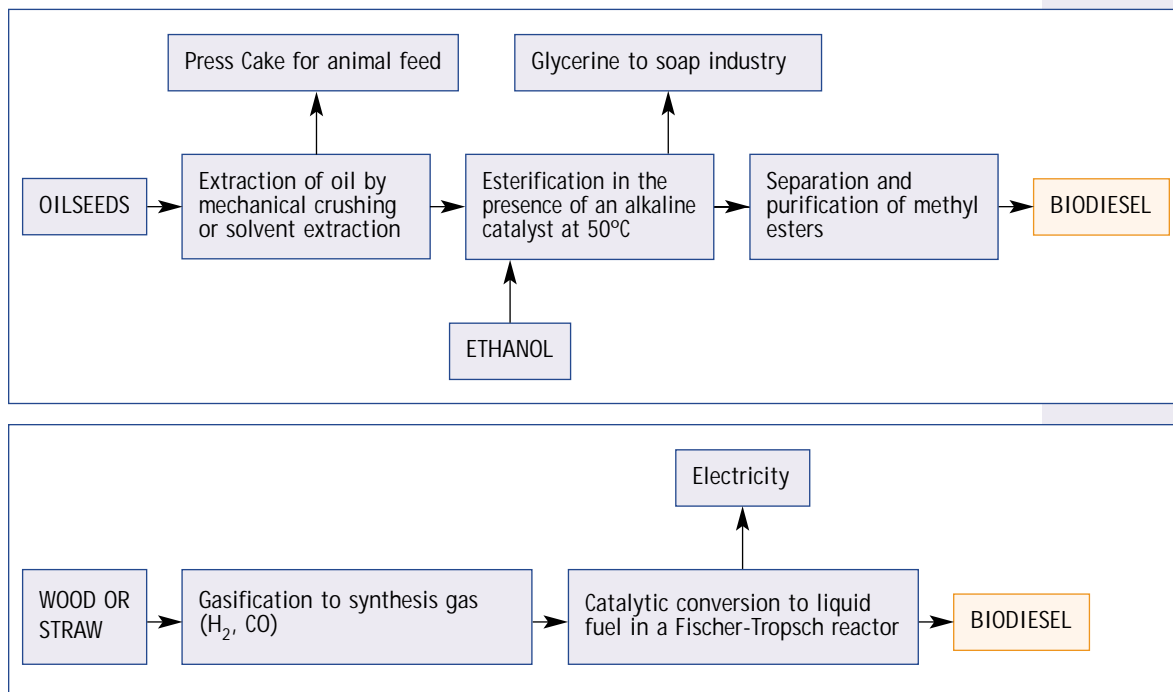 Press Cake for animal feed
Glycerine to soap industry
OILSEEDS
Extraction of oil by
mechanical crushing
or solvent extraction
Esterification in the
presence of an alkaline
catalyst at 50ºC
Separation and
purification of methyl
esters
BIODIESEL
ETHANOL
Electricity
WOOD OR
STRAW
Gasification to synthesis gas
(H₂, CO)
Catalytic conversion to liquid
fuel in a Fischer-Tropsch reactor
BIODIESEL